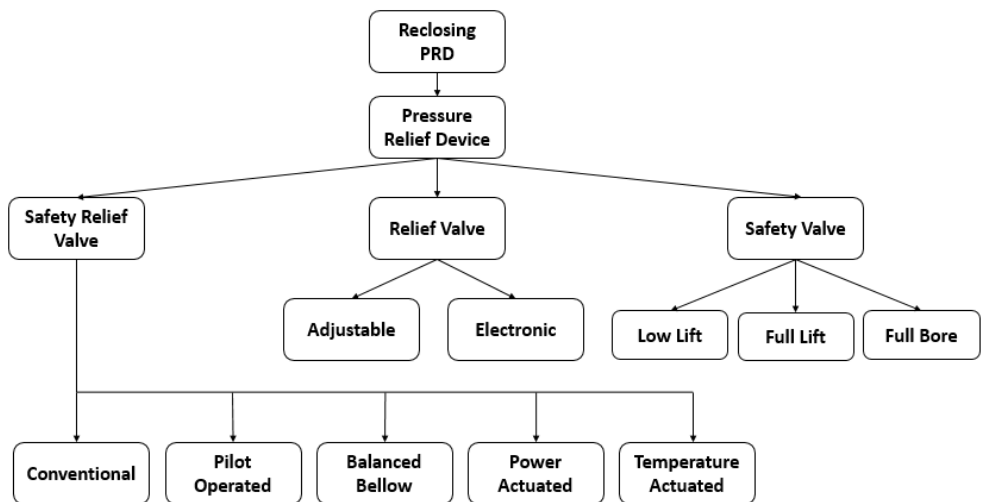 Reclosing
PRD
Pressure
Relief Device
Safety Relief
Valve
Relief Valve
Safety Valve
Adjustable
Electronic
Low Lift
Full Lift
Full Bore
Conventional
Pilot
Operated
Balanced
Bellow
Power
Actuated
Temperature
Actuated